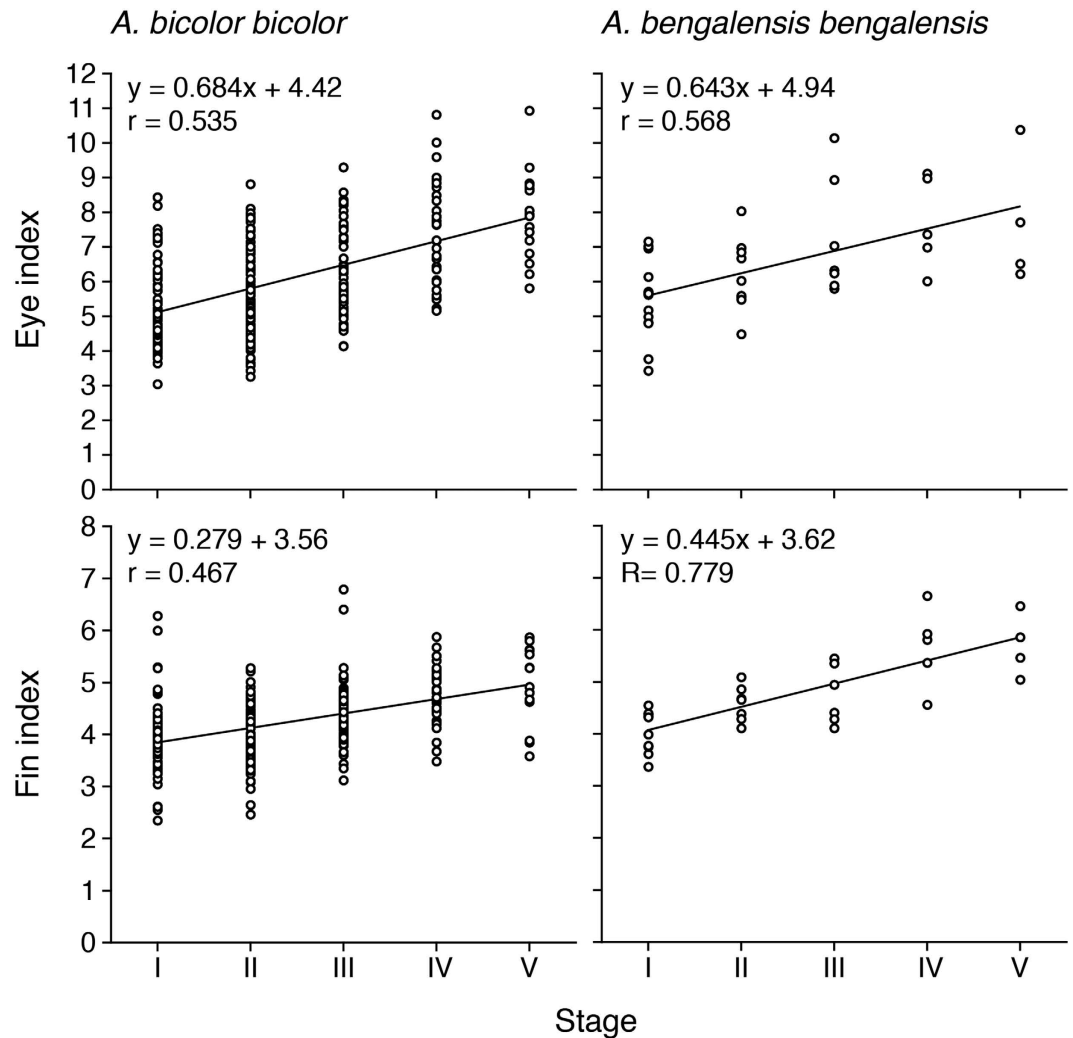 A. bicolor bicolor
A. bengalensis bengalensis
Eye index
12
11
10
9
8
7
6
5
4
3
2
1
0
y = 0.684x + 4.42
r = 0.535
y = 0.643x + 4.94
r = 0.568
Fin index
8
7
6
5
4
3
2
1
0
y = 0.279 + 3.56
r = 0.467
y = 0.445x + 3.62
R= 0.779
I II III IV V
I II III IV V
Stage